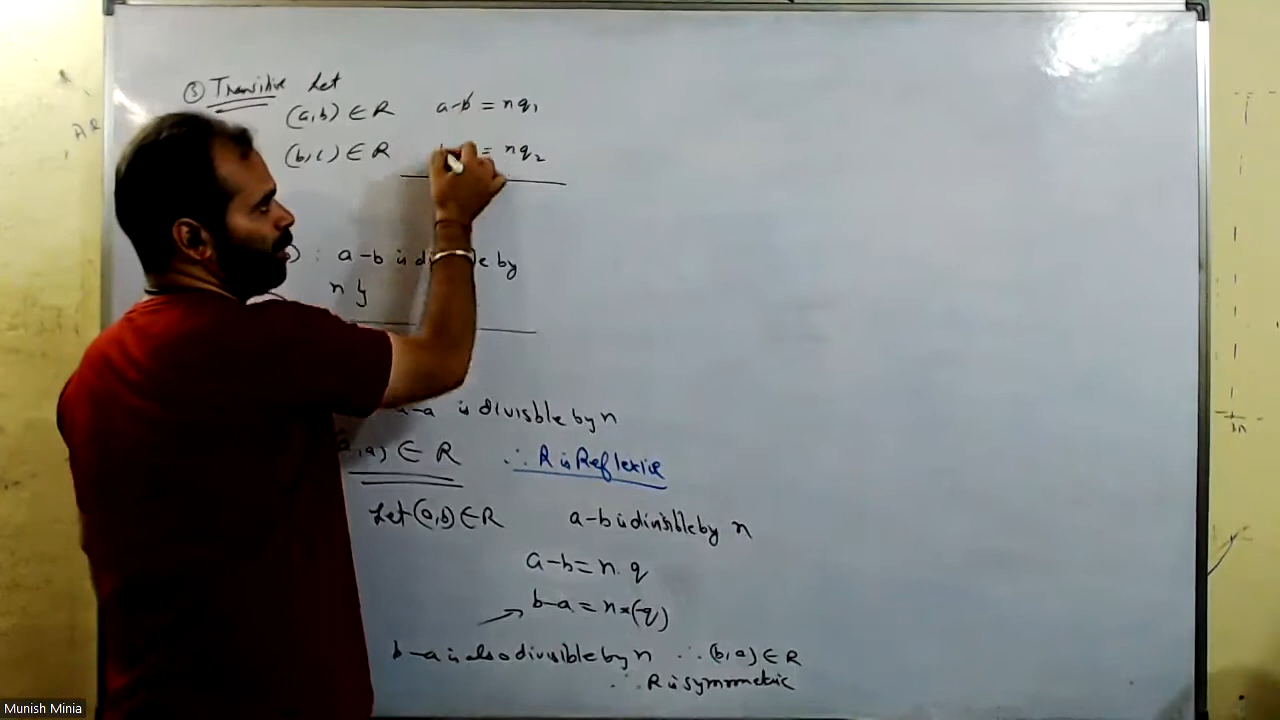 ③ Transitive Let
(a,b) ∈ R a-b = nq₁
(b,c) ∈ R = nq₂
) : a-b is divisible by
n }
-a is divisble by n
,a) ∈ R ∴ R is Reflexive
Let (a,b) ∈ R a-b is divisible by n
a-b = n.q
b-a = n*(-q)
b-a is also divisible by n ∴ (b,a) ∈ R
∴ R is symmetric
Munish Minia